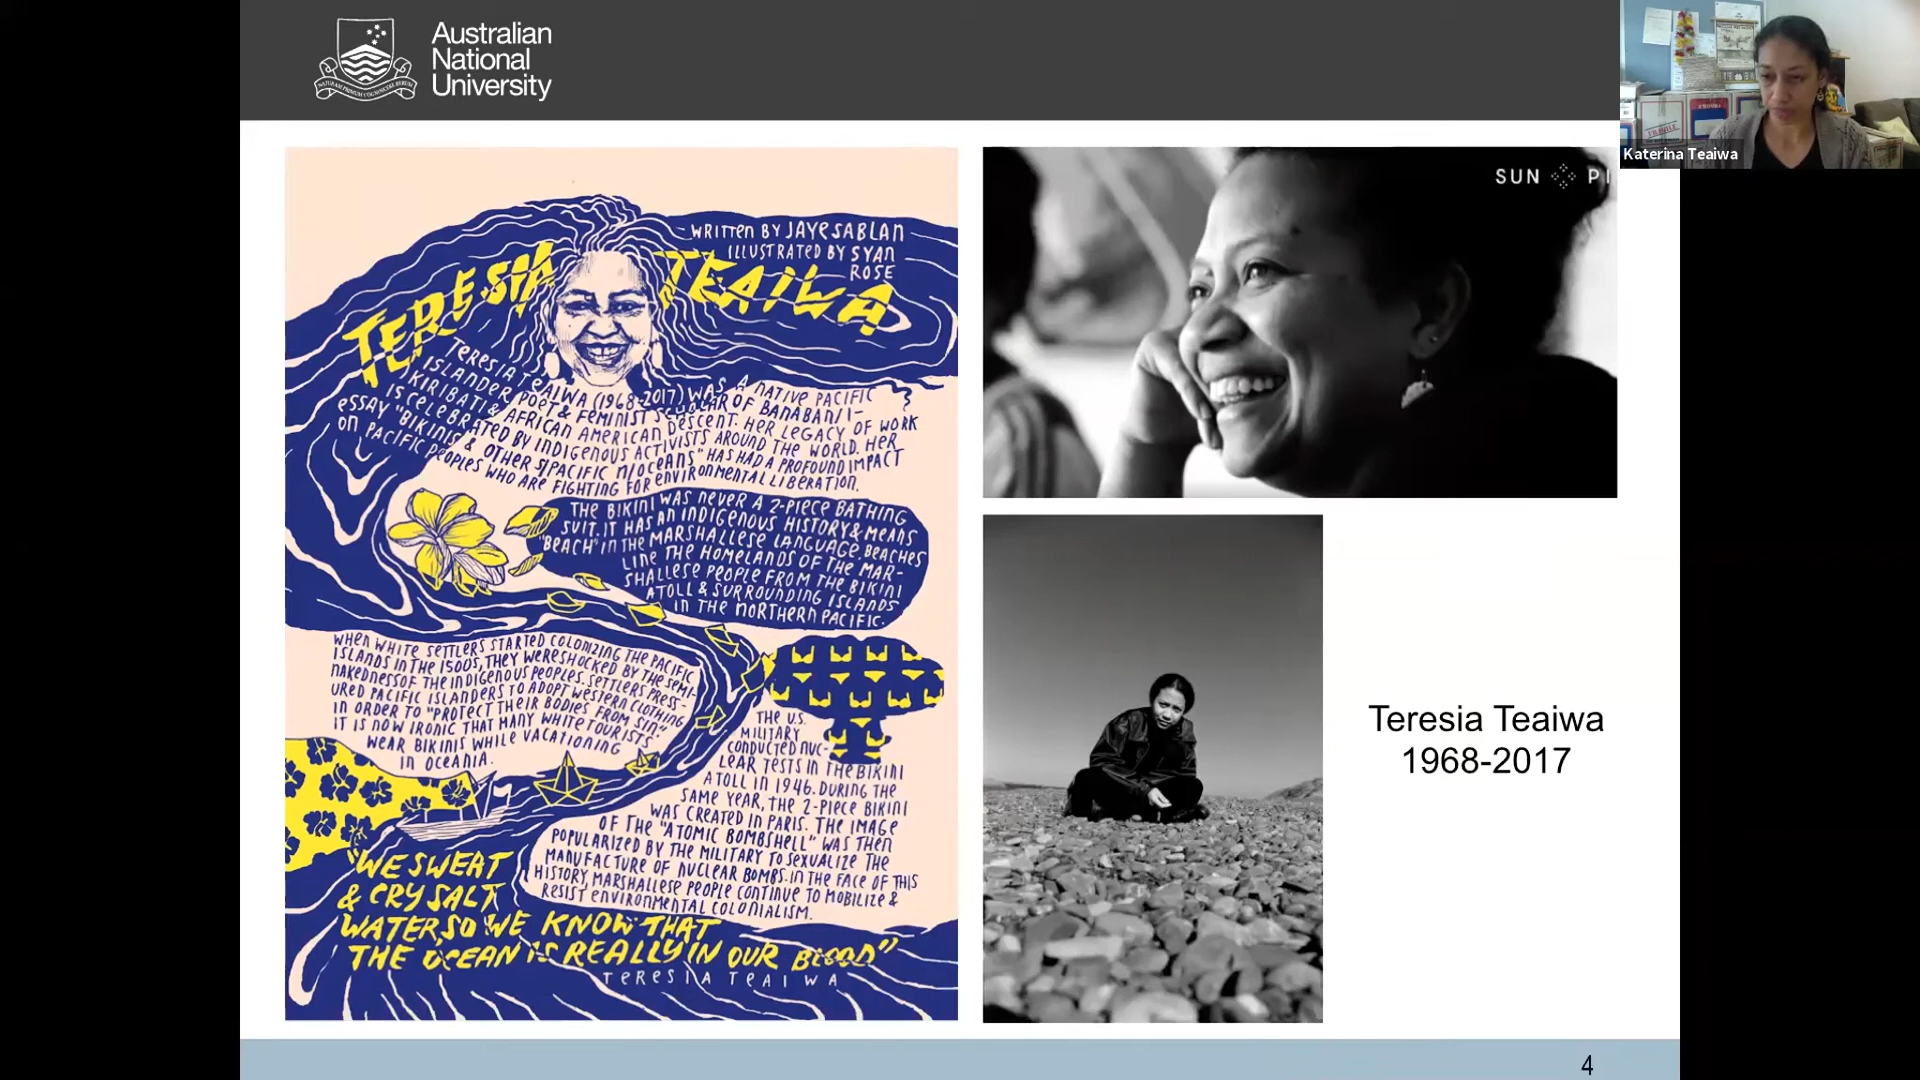 Australian
National
University
NATURAM PRIMUM COGNOSCERE RERUM
Katerina Teaiwa
FRAGILE
WRITTEN BY JAYE SABLAN
ILLUSTRATED BY SYAN
ROSE
TERESIA TEAIWA
TERESIA TEAIWA (1968-2017) WAS A NATIVE PACIFIC
ISLANDER POET & FEMINIST SCHOLAR OF BANABAN/I-
KIRIBATI & AFRICAN AMERICAN DESCENT. HER LEGACY OF WORK
IS CELEBRATED BY INDIGENOUS ACTIVISTS AROUND THE WORLD. HER
ESSAY "BIKINIS & OTHER S/PACIFIC N/OCEANS" HAS HAD A PROFOUND IMPACT
ON PACIFIC PEOPLES WHO ARE FIGHTING FOR ENVIRONMENTAL LIBERATION.
THE BIKINI WAS NEVER A 2-PIECE BATHING
SUIT. IT HAS AN INDIGENOUS HISTORY & MEANS
"BEACH" IN THE MARSHALLESE LANGUAGE. BEACHES
LINE THE HOMELANDS OF THE MAR-
SHALLESE PEOPLE FROM THE BIKINI
ATOLL & SURROUNDING ISLANDS
IN THE NORTHERN PACIFIC.
WHEN WHITE SETTLERS STARTED COLONIZING THE PACIFIC
ISLANDS IN THE 1500S, THEY WERE SHOCKED BY THE SEMI-
NAKEDNESS OF THE INDIGENOUS PEOPLES. SETTLERS PRESS-
URED PACIFIC ISLANDERS TO ADOPT WESTERN CLOTHING
IN ORDER TO "PROTECT THEIR BODIES FROM SIN."
IT IS NOW IRONIC THAT MANY WHITE TOURISTS
WEAR BIKINIS WHILE VACATIONING
IN OCEANIA.
THE U.S.
MILITARY
CONDUCTED NUC-
LEAR TESTS IN THE BIKINI
ATOLL IN 1946. DURING THE
SAME YEAR, THE 2-PIECE BIKINI
WAS CREATED IN PARIS. THE IMAGE
OF THE "ATOMIC BOMBSHELL" WAS THEN
POPULARIZED BY THE MILITARY TO SEXUALIZE THE
MANUFACTURE OF NUCLEAR BOMBS. IN THE FACE OF THIS
HISTORY, MARSHALLESE PEOPLE CONTINUE TO MOBILIZE &
RESIST ENVIRONMENTAL COLONIALISM.
"WE SWEAT
& CRY SALT
WATER, SO WE KNOW THAT
THE OCEAN IS REALLY IN OUR BLOOD"
TERESIA TEAIWA
SUN PI
Teresia Teaiwa
1968-2017
4